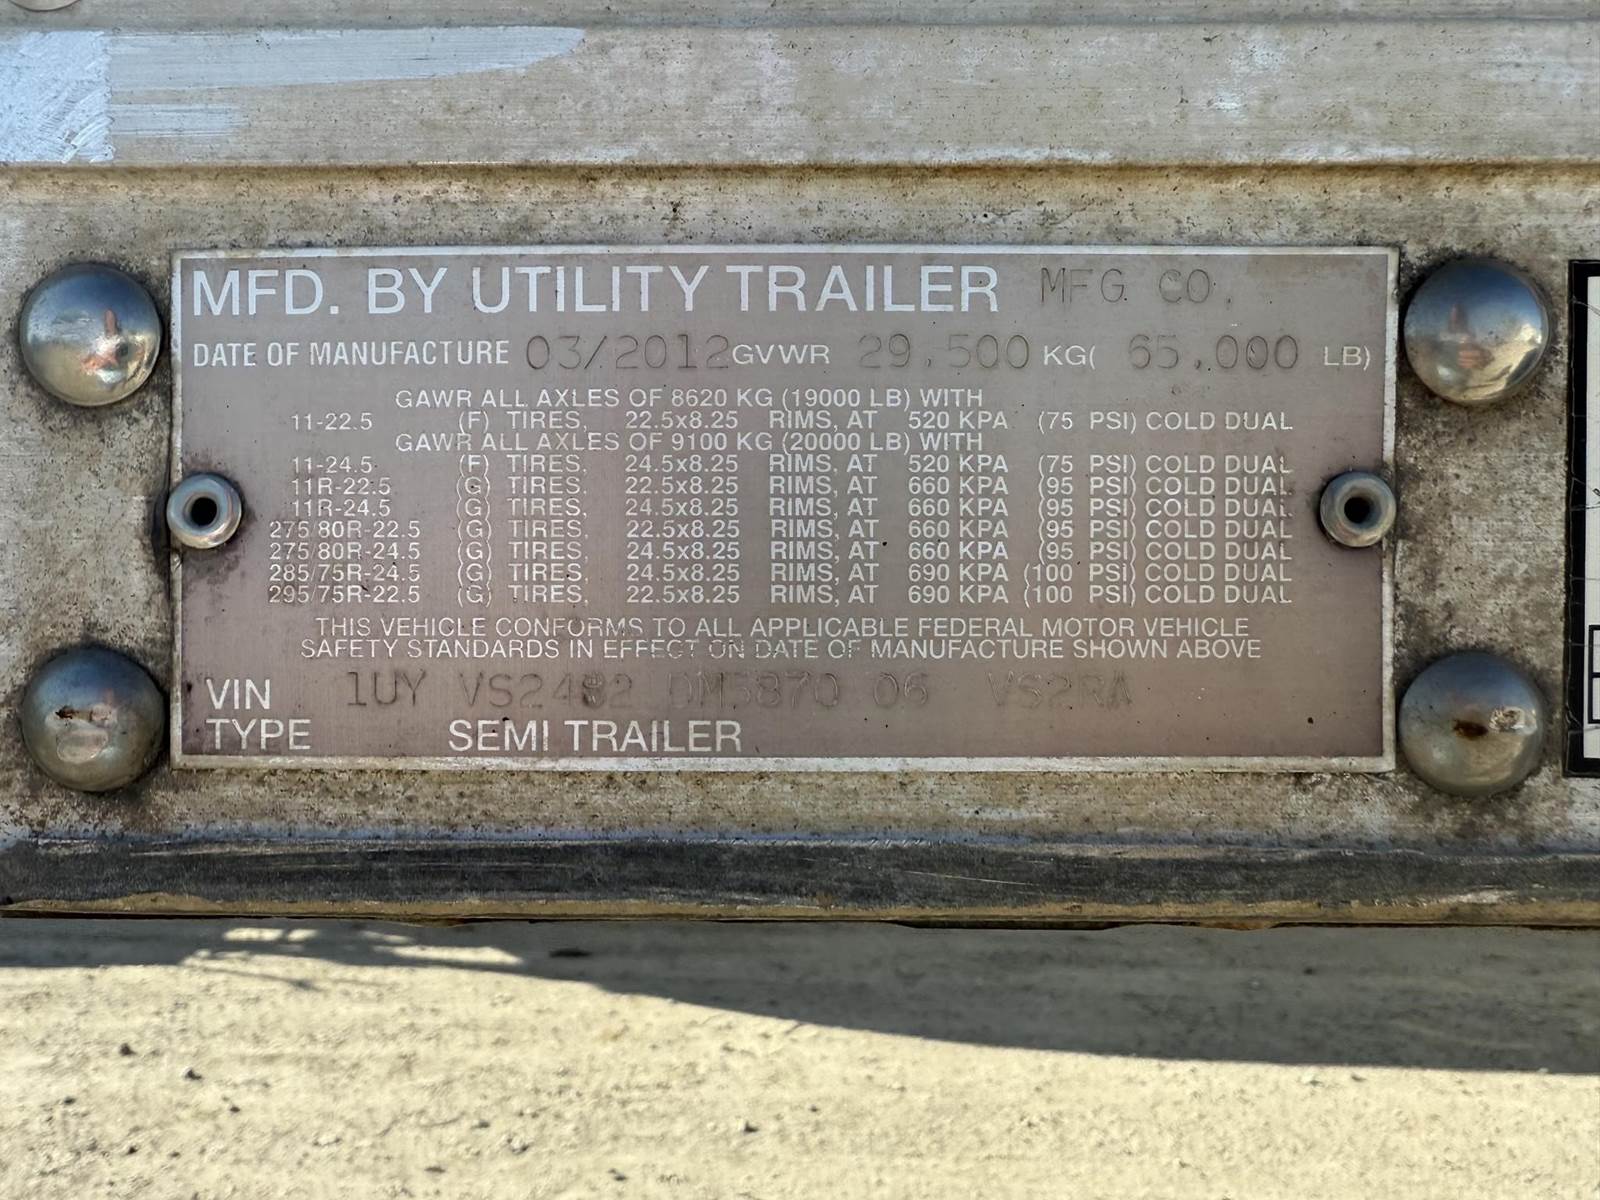 MFD. BY UTILITY TRAILER MFG CO.
DATE OF MANUFACTURE 03/2012 GVWR 29,500 KG( 65,000 LB)
GAWR ALL AXLES OF 8620 KG (19000 LB) WITH
11-22.5 (F) TIRES, 22.5x8.25 RIMS, AT 520 KPA (75 PSI) COLD DUAL
GAWR ALL AXLES OF 9100 KG (20000 LB) WITH
11-24.5 (F) TIRES, 24.5x8.25 RIMS, AT 520 KPA (75 PSI) COLD DUAL
11R-22.5 (G) TIRES, 22.5x8.25 RIMS, AT 660 KPA (95 PSI) COLD DUAL
11R-24.5 (G) TIRES, 24.5x8.25 RIMS, AT 660 KPA (95 PSI) COLD DUAL
275/80R-22.5 (G) TIRES, 22.5x8.25 RIMS, AT 660 KPA (95 PSI) COLD DUAL
275/80R-24.5 (G) TIRES, 24.5x8.25 RIMS, AT 660 KPA (95 PSI) COLD DUAL
285/75R-24.5 (G) TIRES, 24.5x8.25 RIMS, AT 690 KPA (100 PSI) COLD DUAL
295/75R-22.5 (G) TIRES, 22.5x8.25 RIMS, AT 690 KPA (100 PSI) COLD DUAL
THIS VEHICLE CONFORMS TO ALL APPLICABLE FEDERAL MOTOR VEHICLE
SAFETY STANDARDS IN EFFECT ON DATE OF MANUFACTURE SHOWN ABOVE
VIN 1UY VS2482 DM5870 06 VS2RA
TYPE SEMI TRAILER